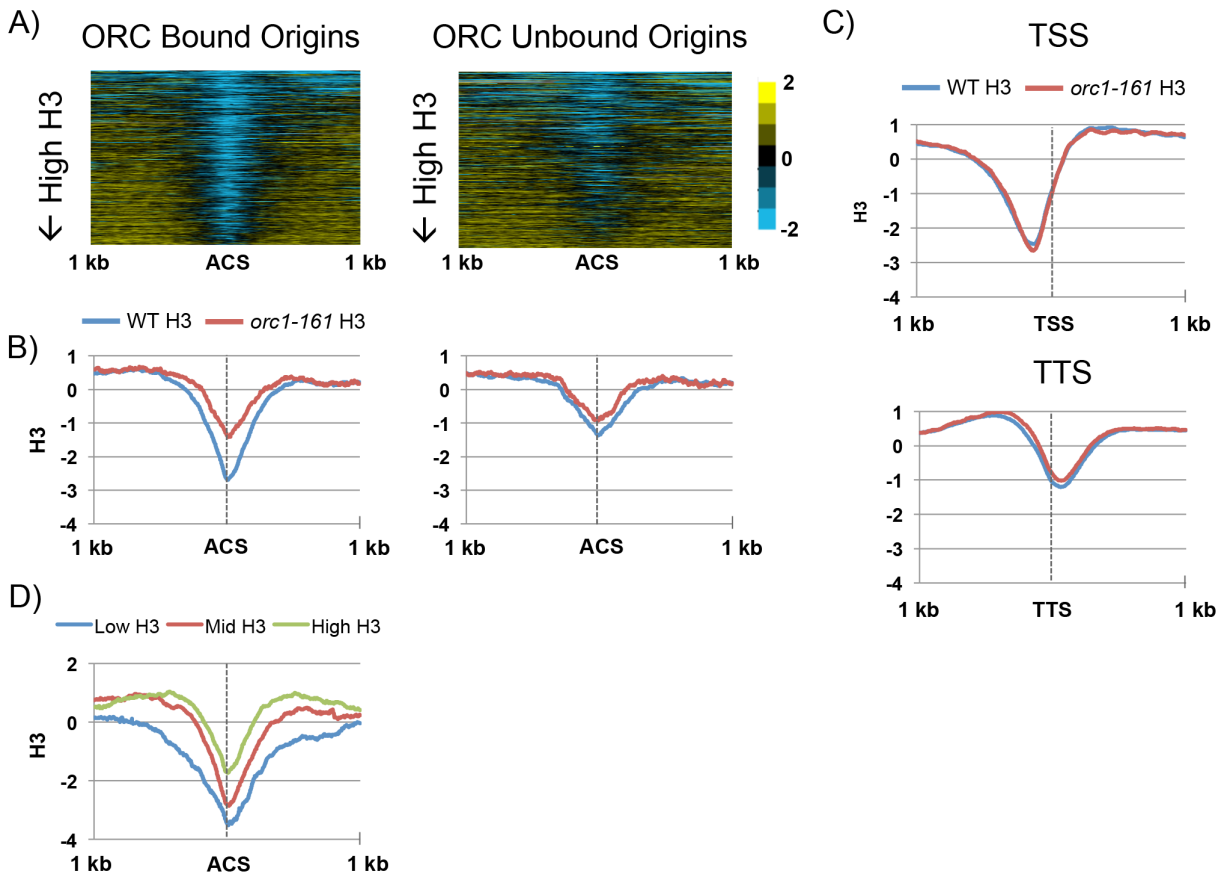 A)
ORC Bound Origins
ORC Unbound Origins
← High H3
← High H3
2
0
-2
1 kb ACS 1 kb
1 kb ACS 1 kb
C)
TSS
WT H3 orc1-161 H3
H3
1
0
-1
-2
-3
-4
1 kb TSS 1 kb
TTS
1
0
-1
-2
-3
-4
1 kb TTS 1 kb
WT H3 orc1-161 H3
B)
H3
1
0
-1
-2
-3
-4
1 kb ACS 1 kb
1
0
-1
-2
-3
-4
1 kb ACS 1 kb
D)
Low H3 Mid H3 High H3
H3
2
0
-2
-4
1 kb ACS 1 kb